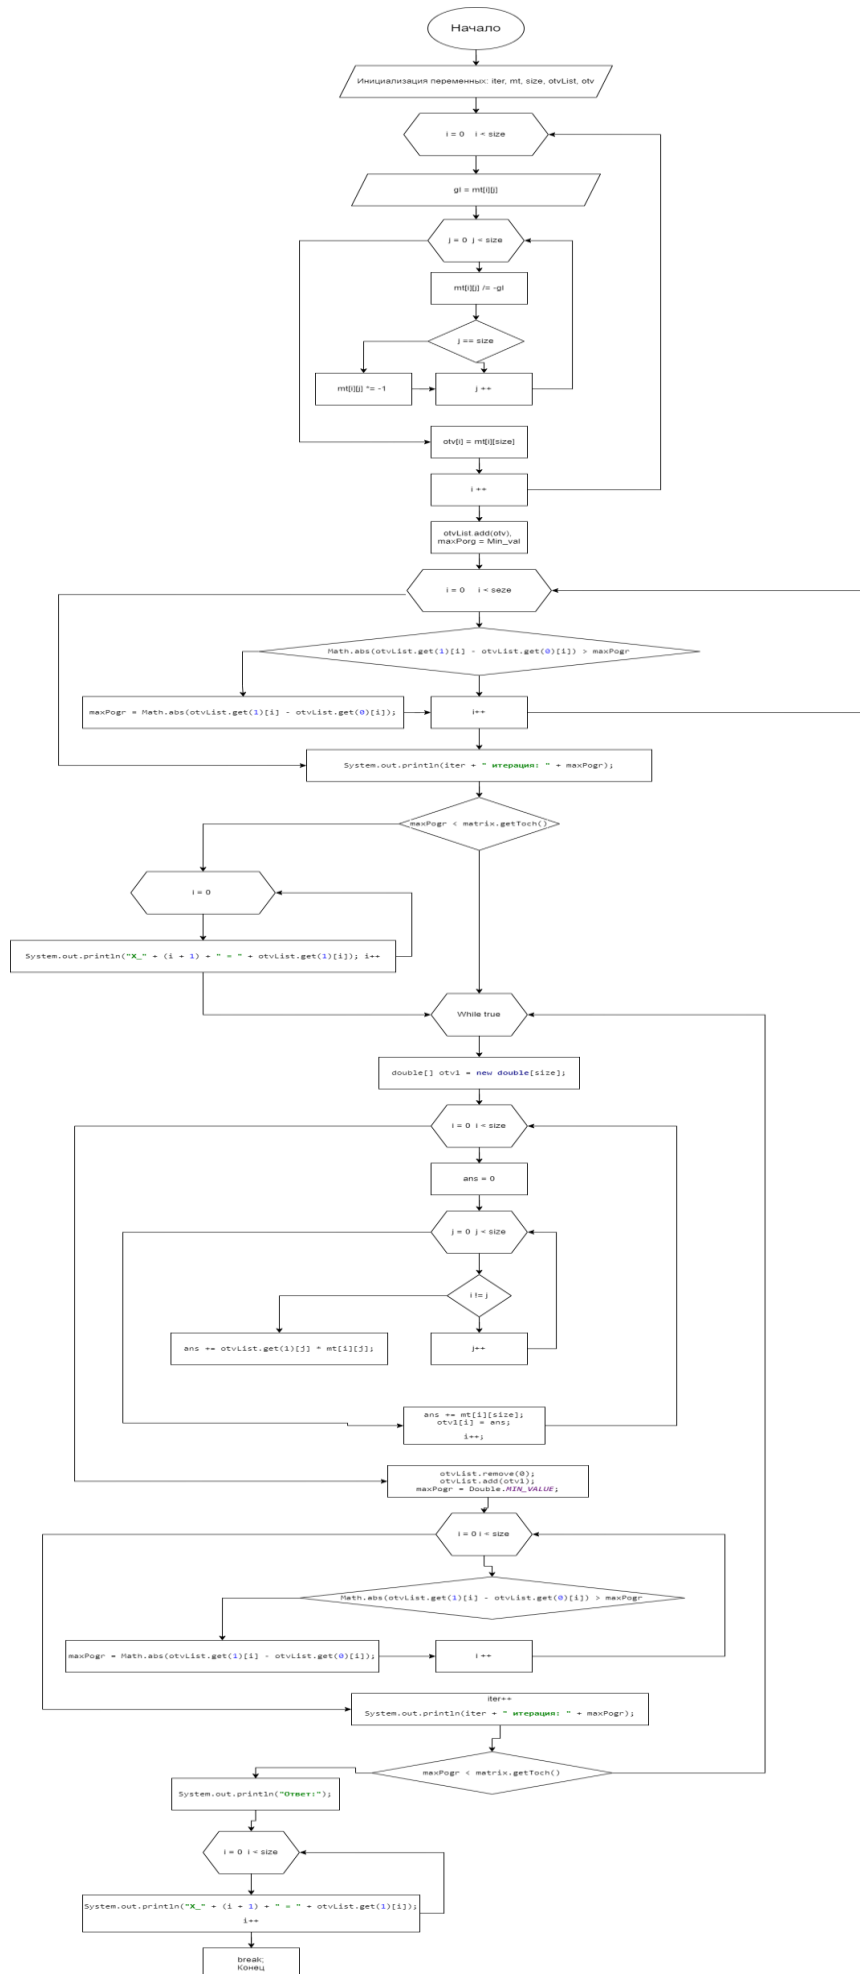 Начало
Инициализация переменных: iter, mt, size, otvList, otv
i = 0    i < size
gl = mt[i][j]
j = 0  j < size
mt[i][j] /= -gl
j == size
mt[i][j] *= -1
j ++
otv[i] = mt[i][size]
i ++
otvList.add(otv),
maxPorg = Min_val
i = 0    i < seze
Math.abs(otvList.get(1)[i] - otvList.get(0)[i]) > maxPogr
maxPogr = Math.abs(otvList.get(1)[i] - otvList.get(0)[i]);
i++
System.out.println(iter + " итерация: " + maxPogr);
maxPogr < matrix.getToch()
i = 0
System.out.println("X_" + (i + 1) + " = " + otvList.get(1)[i]); i++
While true
double[] otv1 = new double[size];
i = 0  i < size
ans = 0
j = 0  j < size
i != j
ans += otvList.get(1)[j] * mt[i][j];
j++
ans += mt[i][size];
otv1[i] = ans;
i++;
otvList.remove(0);
otvList.add(otv1);
maxPogr = Double.MIN_VALUE;
i = 0 i < size
Math.abs(otvList.get(1)[i] - otvList.get(0)[i]) > maxPogr
maxPogr = Math.abs(otvList.get(1)[i] - otvList.get(0)[i]);
i ++
iter++
System.out.println(iter + " итерация: " + maxPogr);
maxPogr < matrix.getToch()
System.out.println("Ответ:");
i = 0  i < size
System.out.println("X_" + (i + 1) + " = " + otvList.get(1)[i]);
i++
break;
Конец